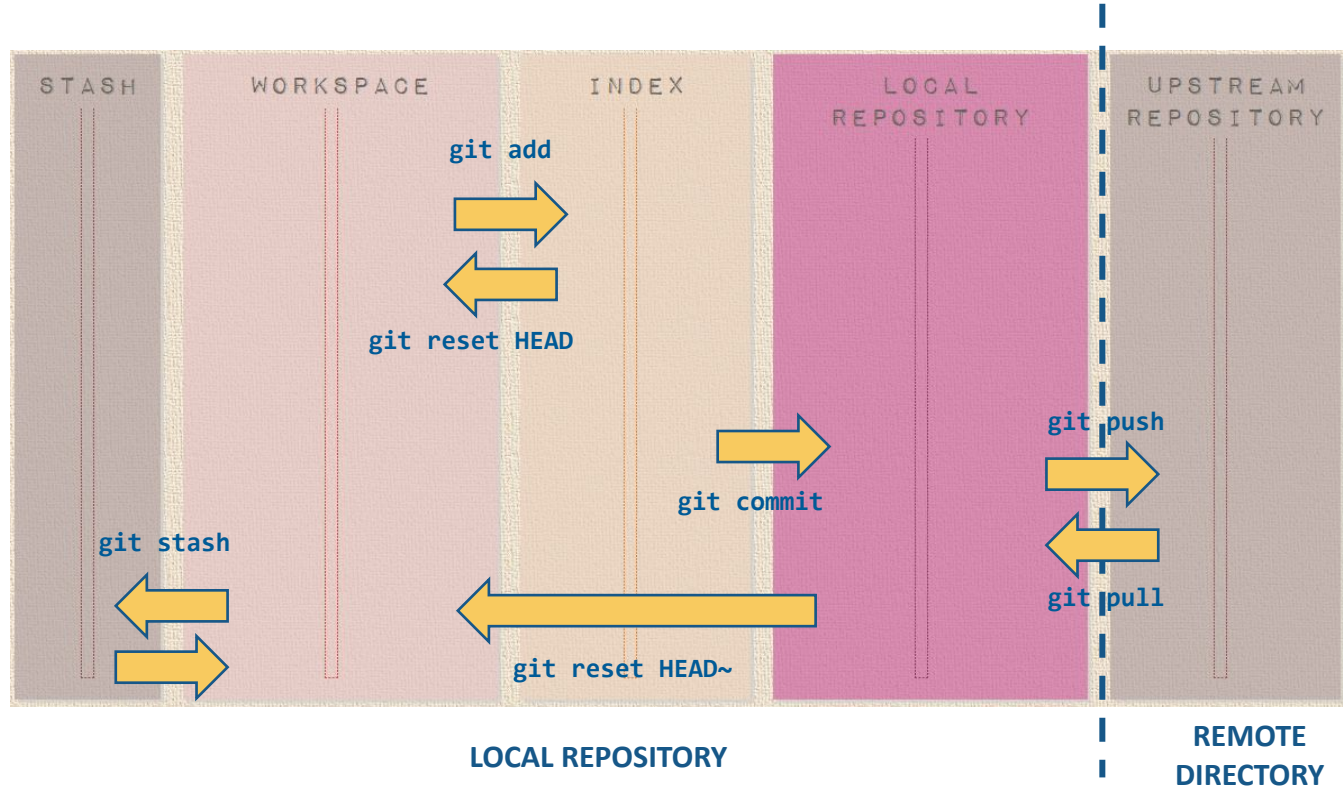 STASH
WORKSPACE
INDEX
LOCAL
REPOSITORY
UPSTREAM
REPOSITORY
git add
git reset HEAD
git push
git commit
git stash
git pull
git reset HEAD~
LOCAL REPOSITORY
REMOTE
DIRECTORY